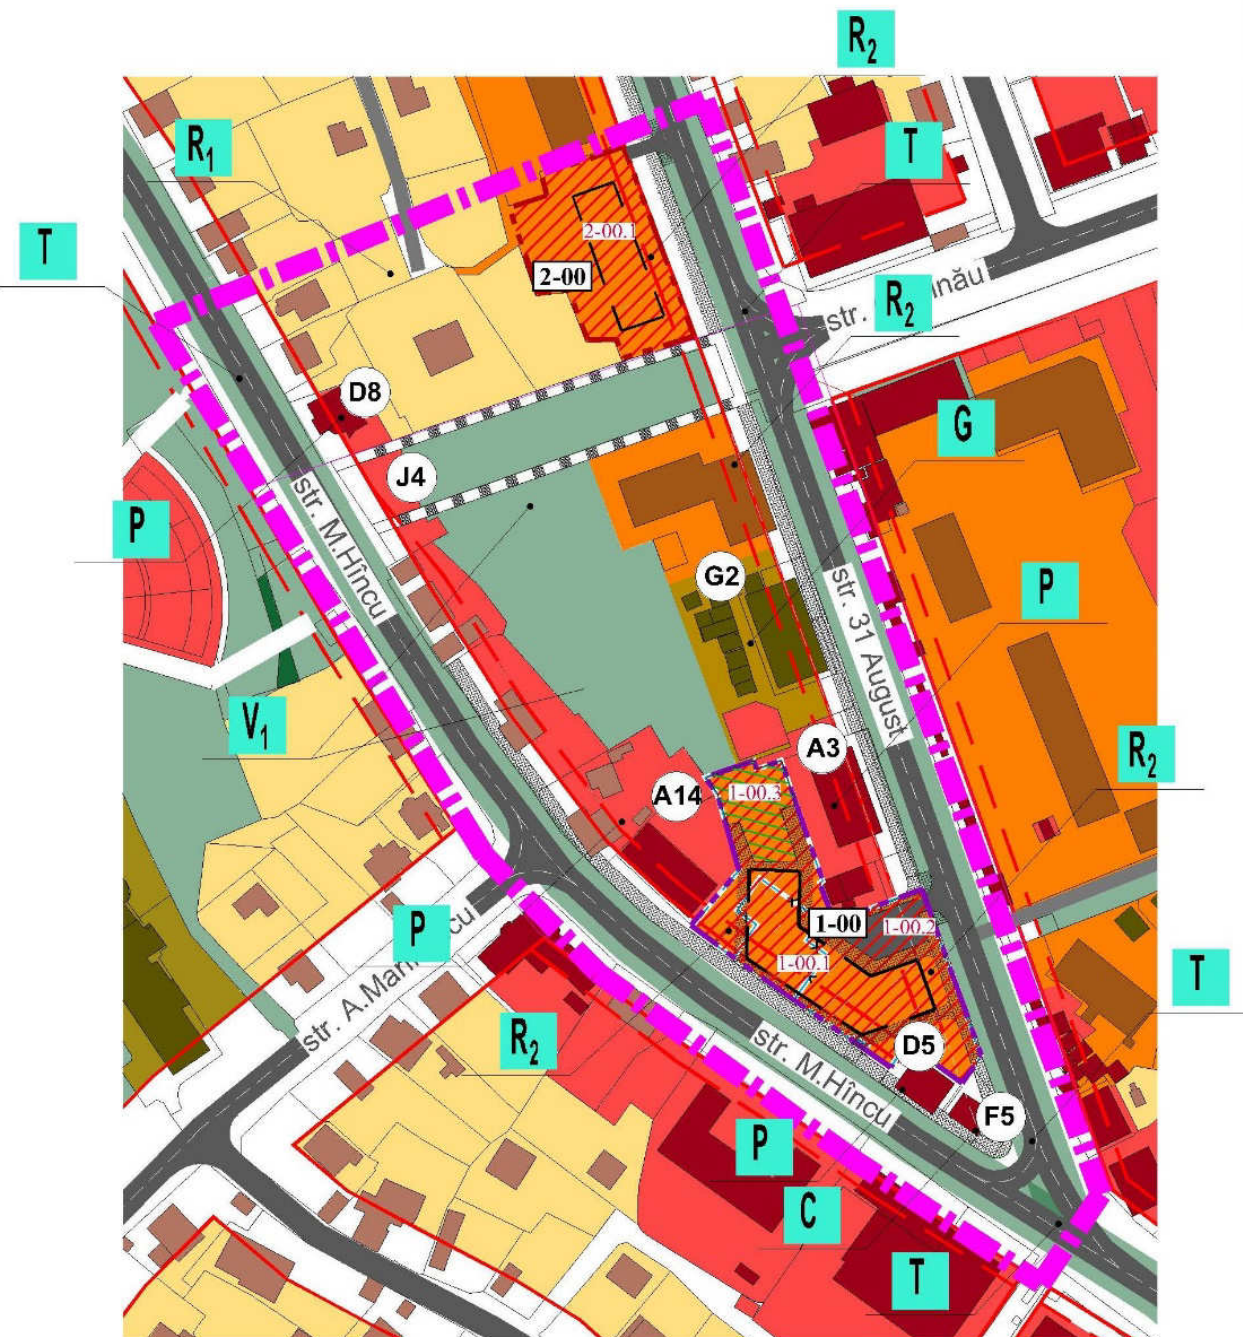 R₂
R₁
T
T
2-00.1
2-00
str.
nău
R₂
D8
G
J4
str. M.Hîncu
P
G2
P
str. 31 August
V₁
A3
R₂
A14
1-00.3
1-00
1-00.2
P
1-00.1
T
str. A.Mar
cu
R₂
str. M.Hîncu
D5
F5
P
C
T